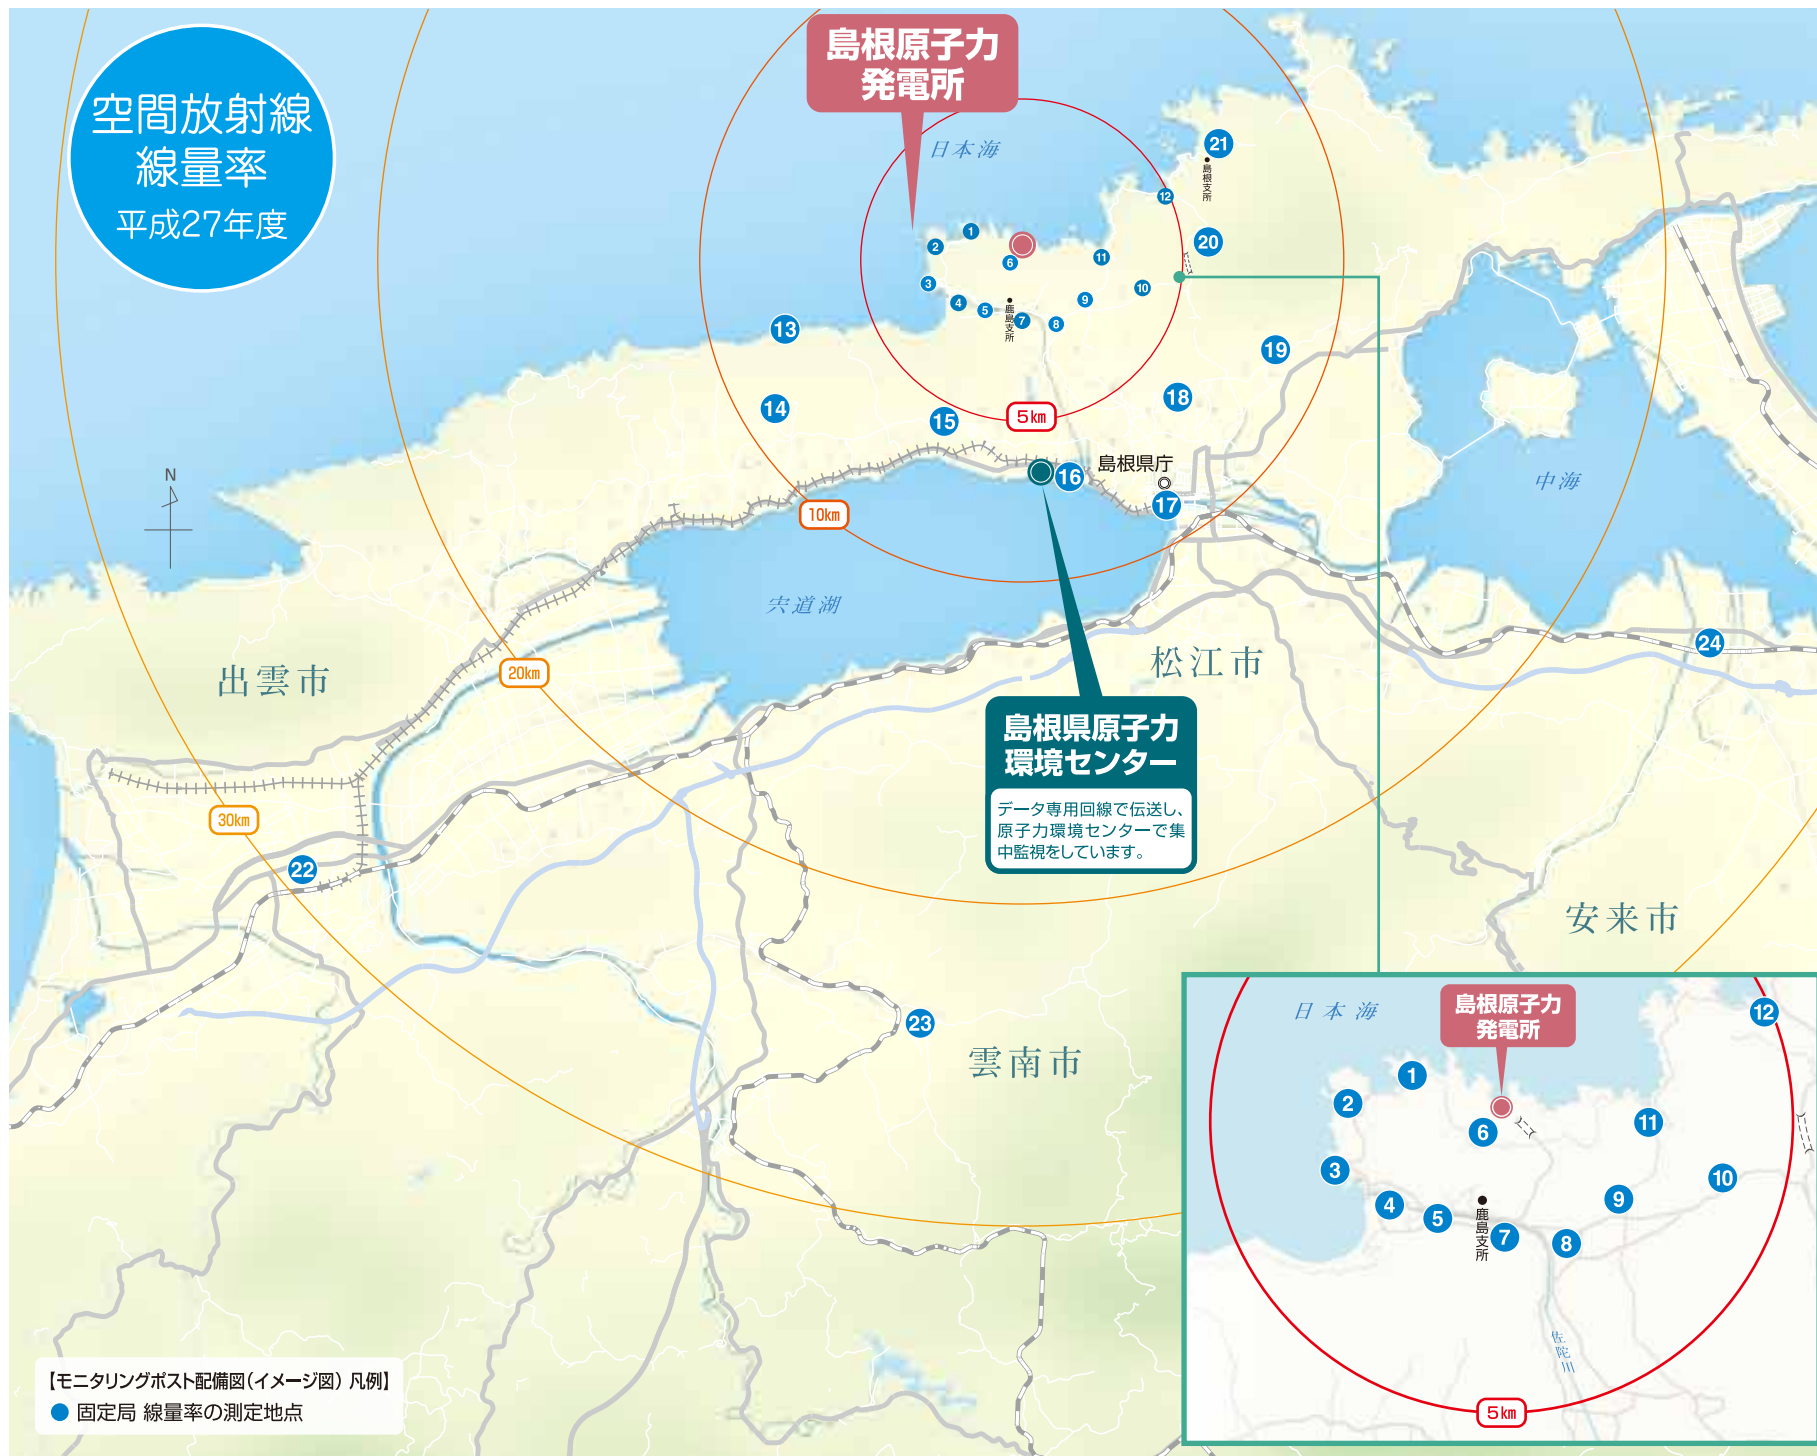 空間放射線
線量率
平成27年度
島根原子力
発電所
日本海
21
島根支所
12
20
1
2
6
11
3
10
4
5
9
鹿島支所
7
8
13
19
14
18
15
5km
N
島根県庁
16
17
中海
10km
宍道湖
24
松江市
出雲市
20km
島根県原子力
環境センター
データ専用回線で伝送し、
原子力環境センターで集
中監視をしています。
30km
22
安来市
23
雲南市
日本海
島根原子力
発電所
12
1
2
6
11
3
10
4
5
9
鹿島支所
7
8
佐陀川
5km
【モニタリングポスト配備図(イメージ図) 凡例】
固定局 線量率の測定地点